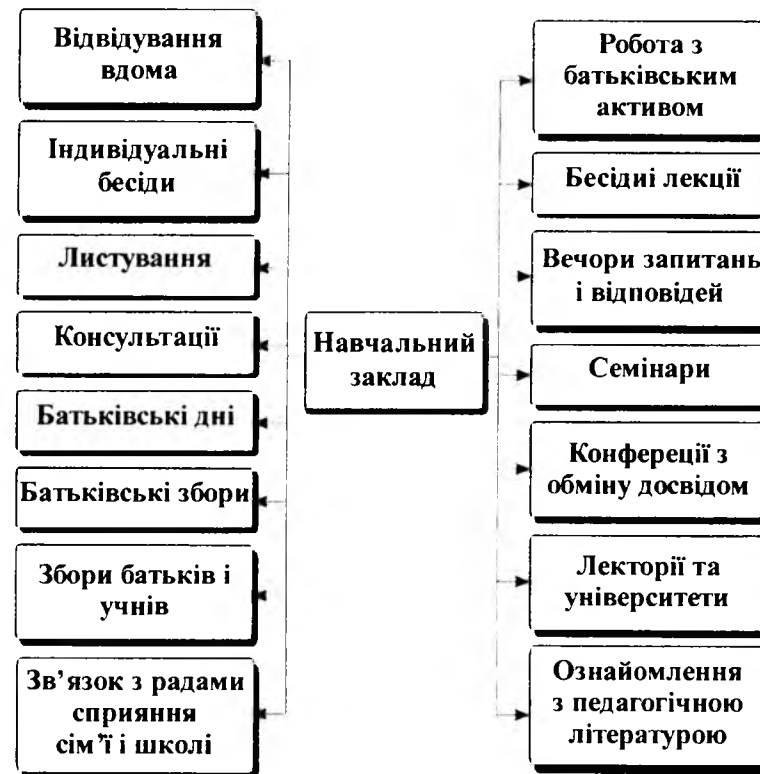 Відвідування
вдома
Індивідуальні
бесіди
Листування
Консультації
Батьківські дні
Батьківські збори
Збори батьків і
учнів
Зв'язок з радами
сприяння
сім'ї і школі
Навчальний
заклад
Робота з
батьківським
активом
Бесідиі лекції
Вечори запитань
і відповідей
Семінари
Конфереції з
обміну досвідом
Лекторії та
університети
Ознайомлення
з педагогічною
літературою